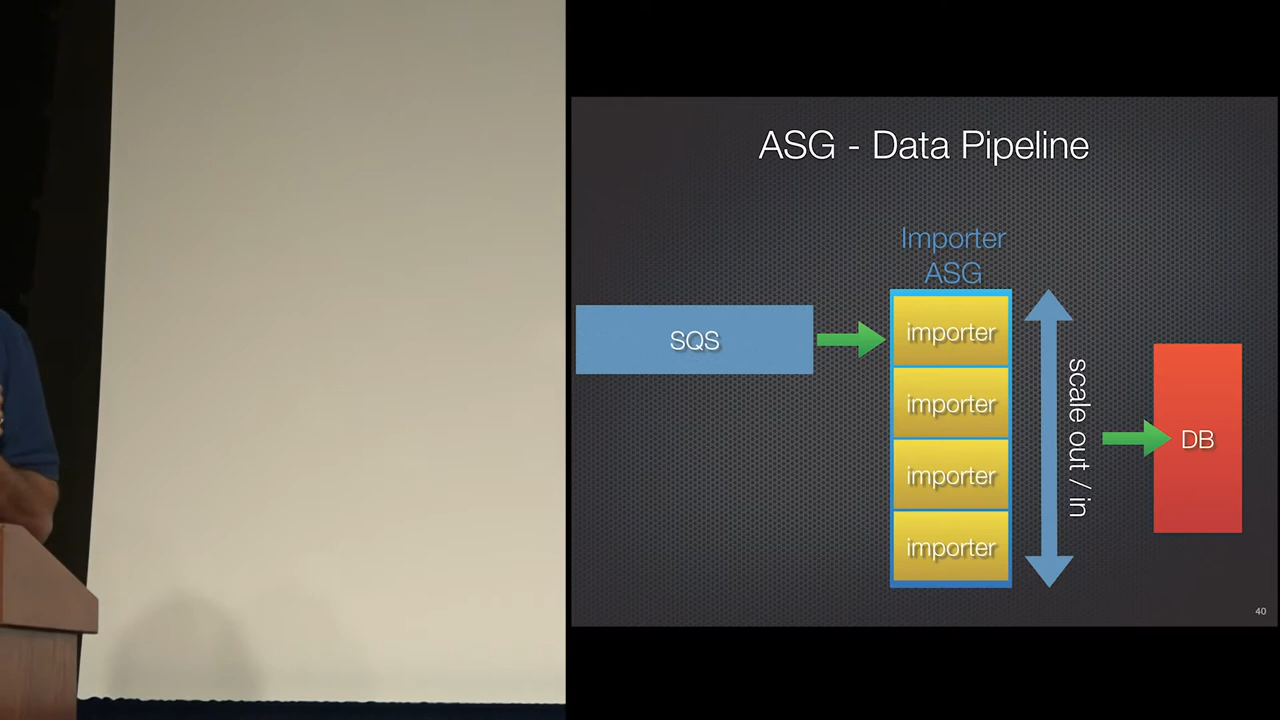 ASG - Data Pipeline
Importer
ASG
SQS
importer
importer
importer
importer
scale out / in
DB
40